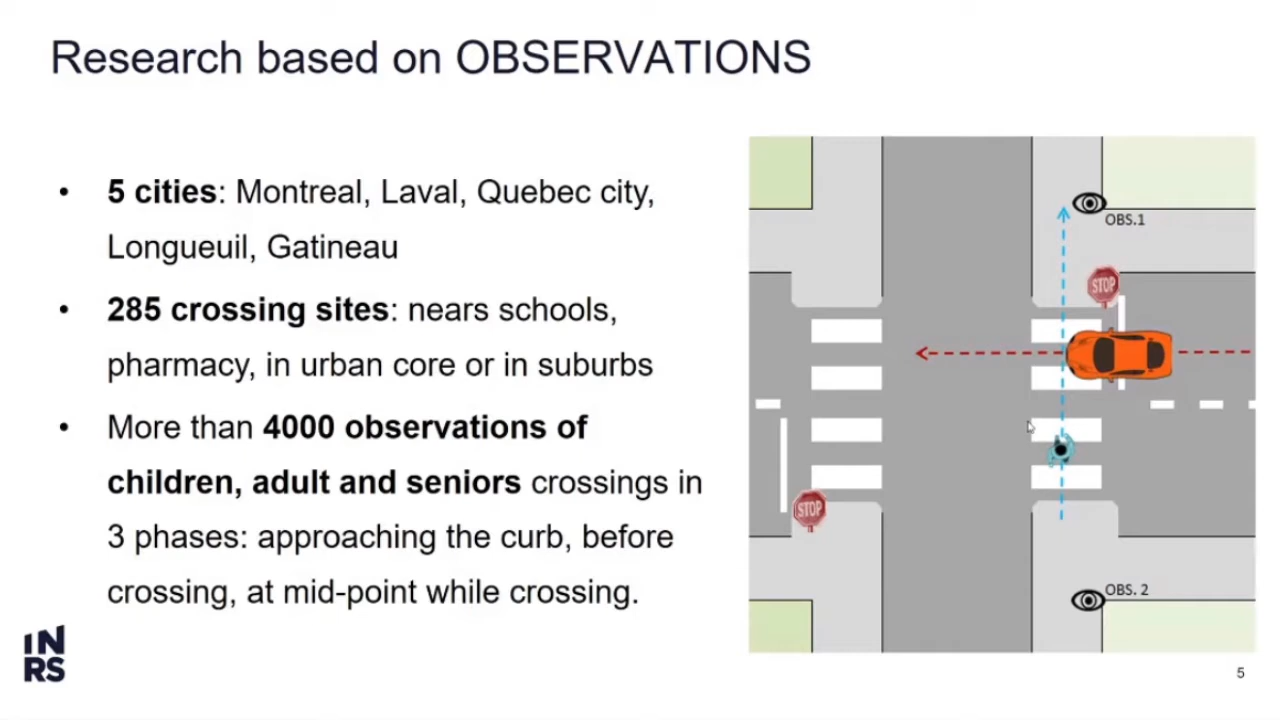 Research based on OBSERVATIONS
• 5 cities: Montreal, Laval, Quebec city,
Longueuil, Gatineau
• 285 crossing sites: nears schools,
pharmacy, in urban core or in suburbs
• More than 4000 observations of
children, adult and seniors crossings in
3 phases: approaching the curb, before
crossing, at mid-point while crossing.
OBS.1
STOP
STOP
OBS. 2
IN
RS
5